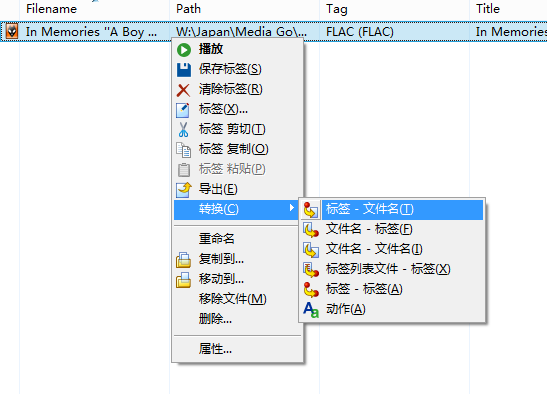 Filename Path Tag Title
In Memories "A Boy ... W:\Japan\Media Go\... FLAC (FLAC) In Memories
播放
保存标签(S)
清除标签(R)
标签(X)...
标签 剪切(T)
标签 复制(O)
标签 粘贴(P)
导出(E)
转换(C)
标签 - 文件名(T)
文件名 - 标签(F)
文件名 - 文件名(I)
标签列表文件 - 标签(X)
标签 - 标签(A)
动作(A)
重命名
复制到...
移动到...
移除文件(M)
删除...
属性...